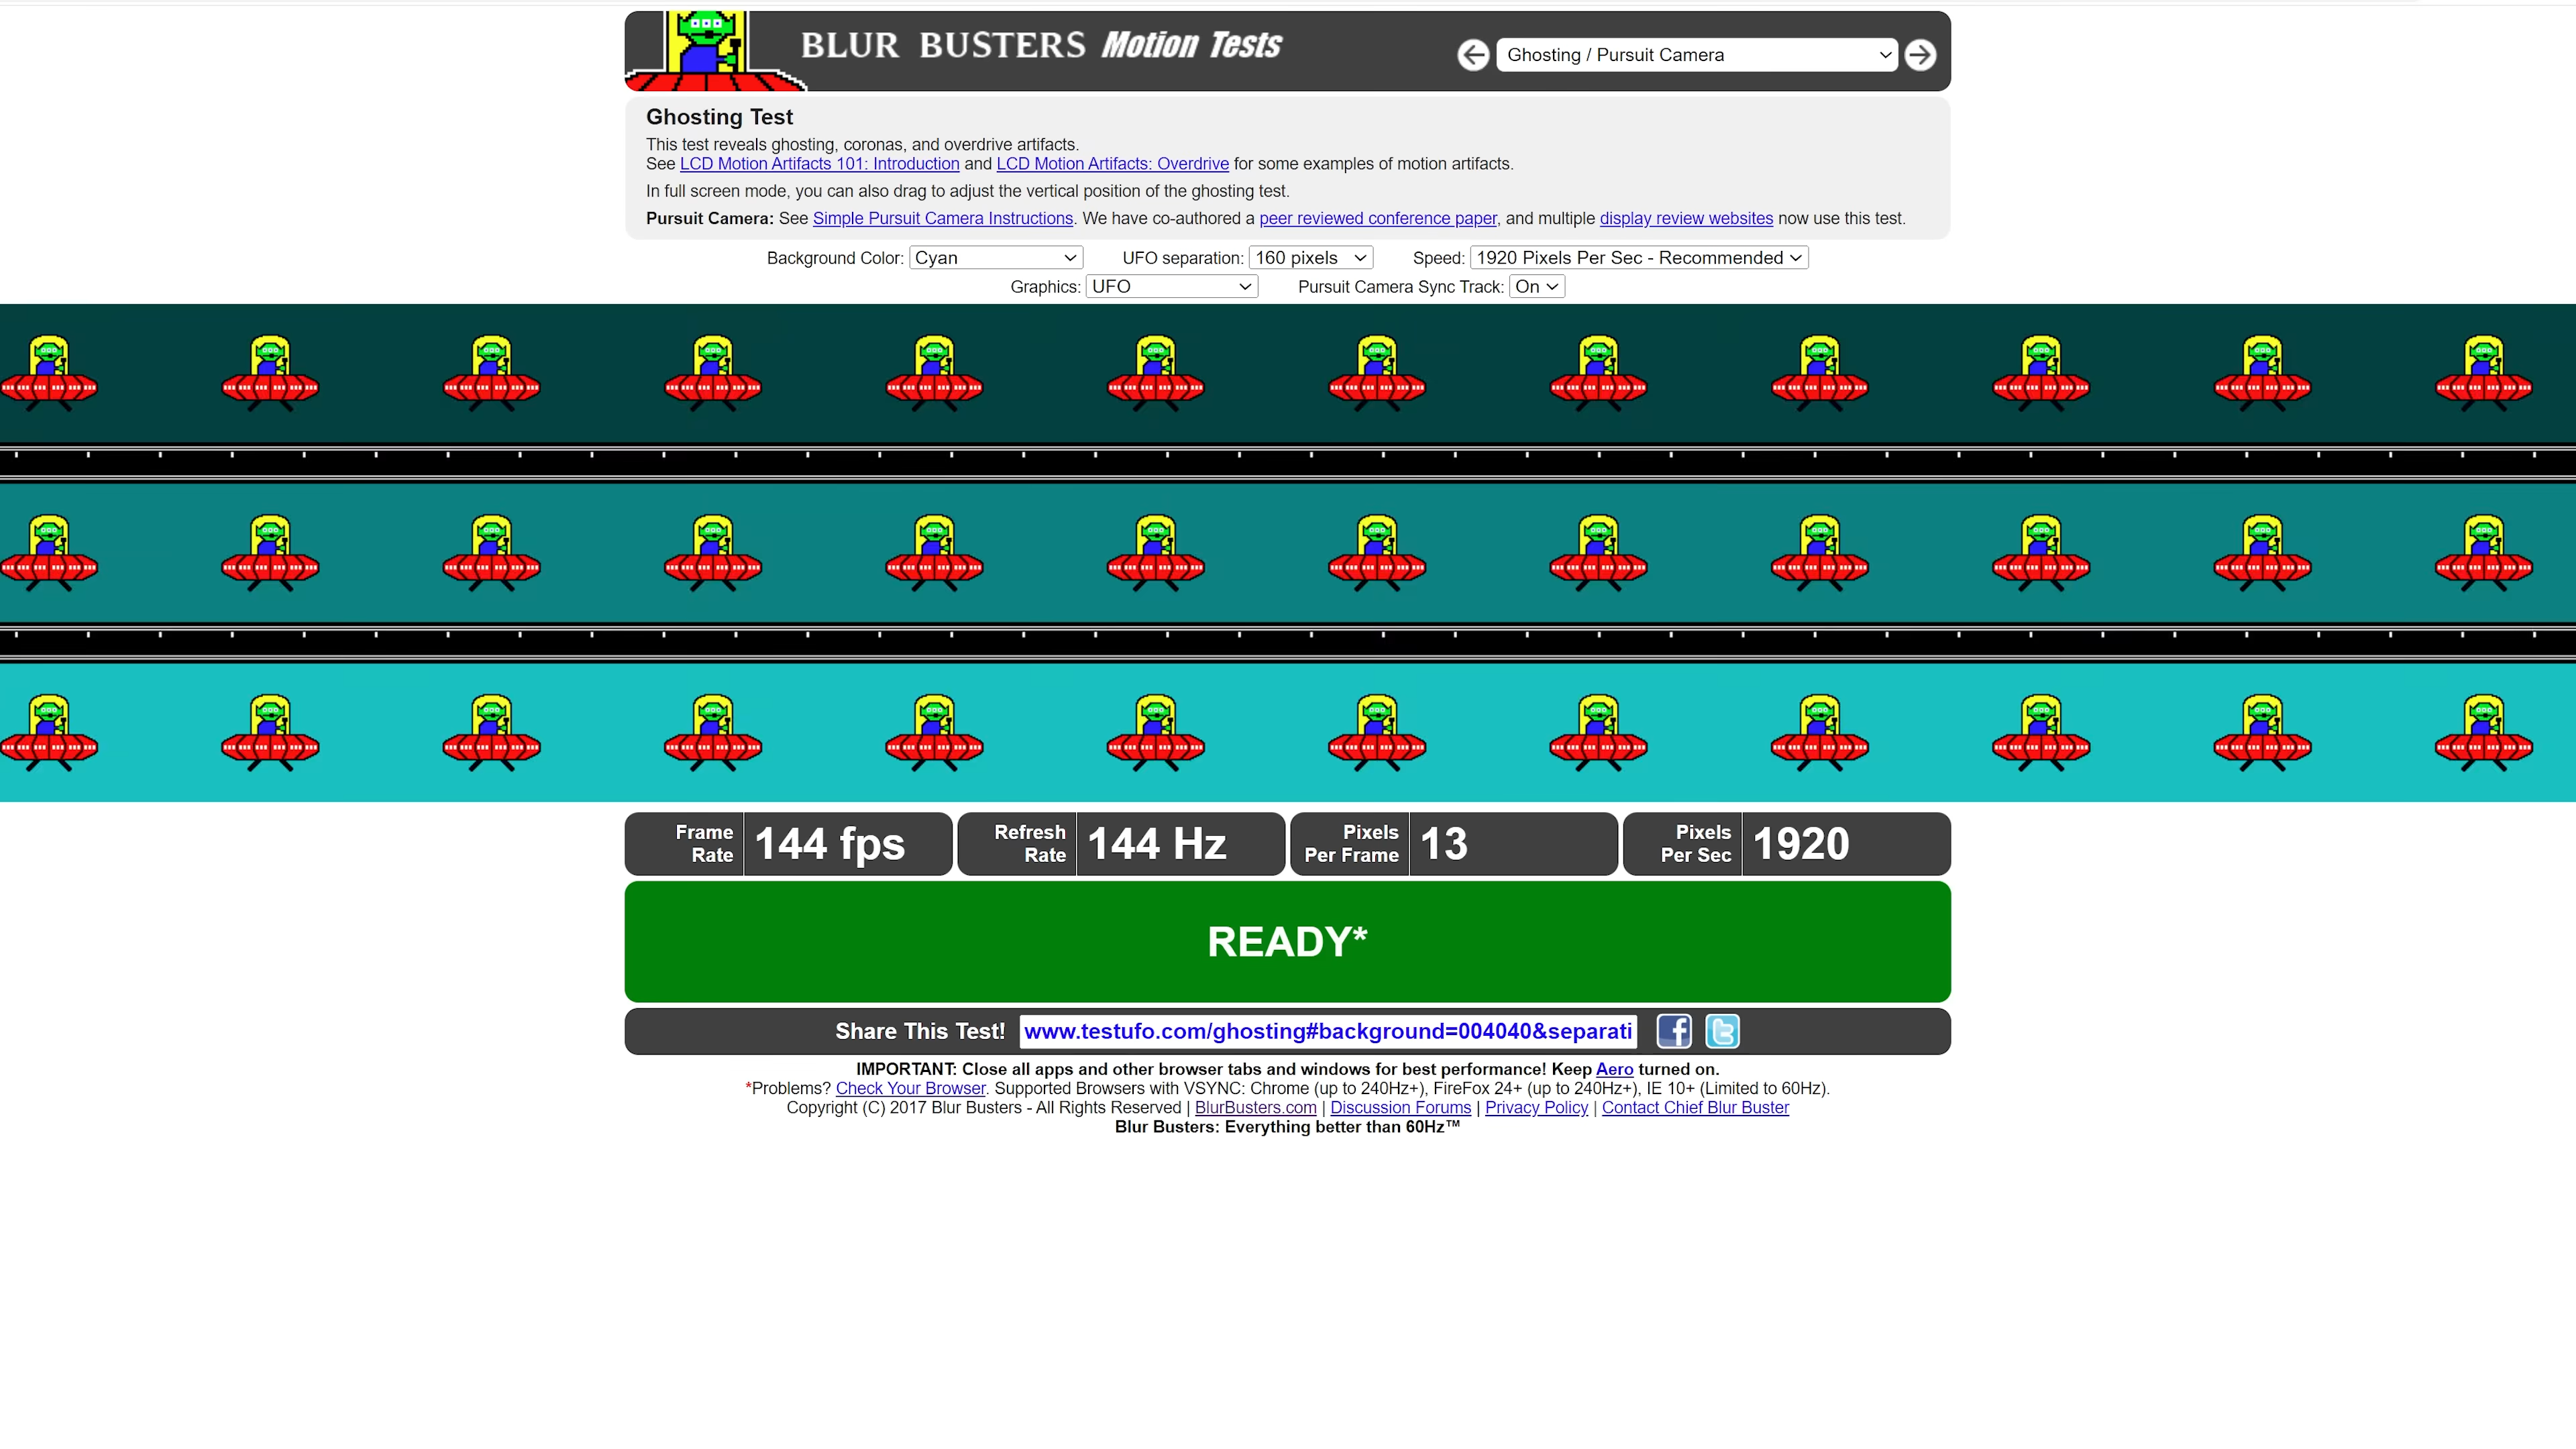 BLUR BUSTERS Motion Tests
Ghosting / Pursuit Camera
Ghosting Test
This test reveals ghosting, coronas, and overdrive artifacts.
See LCD Motion Artifacts 101: Introduction and LCD Motion Artifacts: Overdrive for some examples of motion artifacts.
In full screen mode, you can also drag to adjust the vertical position of the ghosting test.
Pursuit Camera: See Simple Pursuit Camera Instructions. We have co-authored a peer reviewed conference paper, and multiple display review websites now use this test.
Background Color: Cyan UFO separation: 160 pixels Speed: 1920 Pixels Per Sec - Recommended
Graphics: UFO Pursuit Camera Sync Track: On
Frame Rate 144 fps Refresh Rate 144 Hz Pixels Per Frame 13 Pixels Per Sec 1920
READY*
Share This Test! www.testufo.com/ghosting#background=004040&separati
IMPORTANT: Close all apps and other browser tabs and windows for best performance! Keep Aero turned on.
*Problems? Check Your Browser. Supported Browsers with VSYNC: Chrome (up to 240Hz+), FireFox 24+ (up to 240Hz+), IE 10+ (Limited to 60Hz).
Copyright (C) 2017 Blur Busters - All Rights Reserved | BlurBusters.com | Discussion Forums | Privacy Policy | Contact Chief Blur Buster
Blur Busters: Everything better than 60Hz™